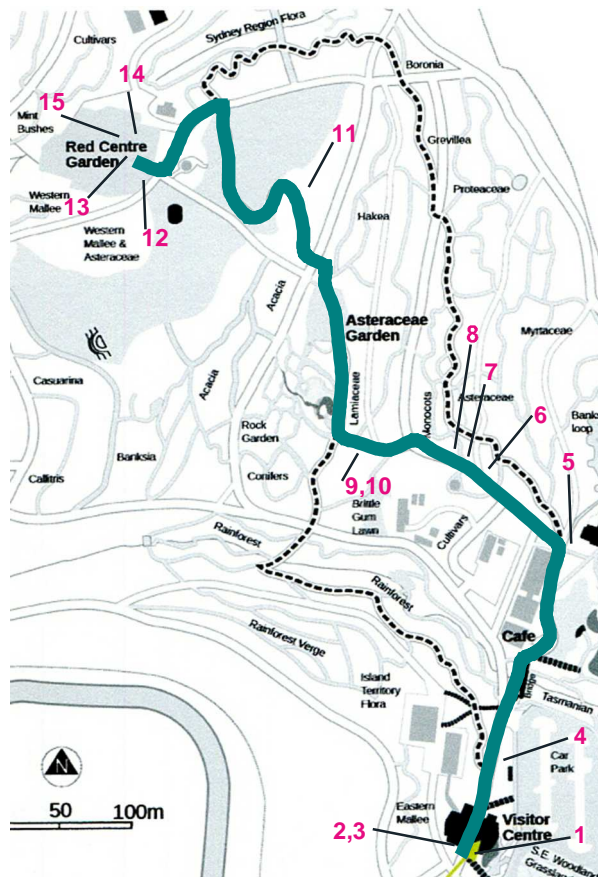 Sydney Region Flora
Cultivars
14
Boronia
15
Mint
Bushes
Red Centre
Garden
11
Grevillea
Western
Mallee
13
12
Proteaceae
Hakea
Western
Mallee &
Asteraceae
Acacia
Asteraceae
Garden
8
Myrtaceae
7
Casuarina
Acacia
Lamiaceae
Monocots
Asteraceae
6
Bank
loop
Rock
Garden
5
Banksia
Callitris
Conifers
9,10
Brittle
Gum
Lawn
Cultivars
Rainforest
Rainforest
Cafe
Rainforest Verge
Island
Territory
Flora
Bridge
Tasmanian
4
N
Car
Park
50 100m
Eastern
Mallee
2,3
Visitor
Centre
1
S.E. Woodland
Grassland